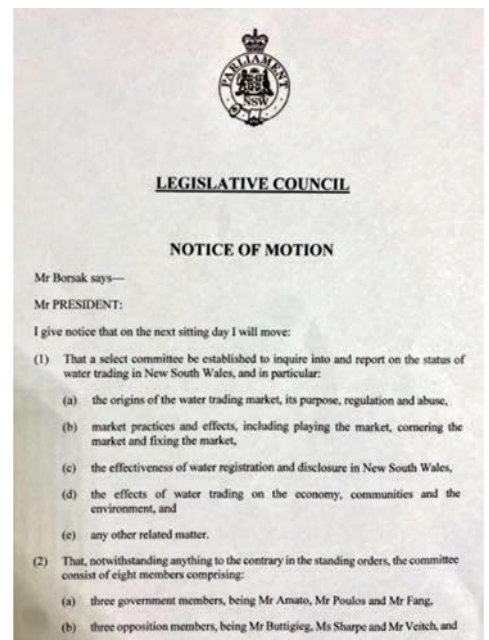 PARLIAMENT
NSW
LEGISLATIVE COUNCIL
NOTICE OF MOTION
Mr Borsak says—
Mr PRESIDENT:
I give notice that on the next sitting day I will move:
(1) That a select committee be established to inquire into and report on the status of
water trading in New South Wales, and in particular:
(a) the origins of the water trading market, its purpose, regulation and abuse,
(b) market practices and effects, including playing the market, cornering the
market and fixing the market,
(c) the effectiveness of water registration and disclosure in New South Wales,
(d) the effects of water trading on the economy, communities and the
environment, and
(e) any other related matter.
(2) That, notwithstanding anything to the contrary in the standing orders, the committee
consist of eight members comprising:
(a) three government members, being Mr Amato, Mr Poulos and Mr Fang,
(b) three opposition members, being Mr Buttigieg, Ms Sharpe and Mr Veitch, and